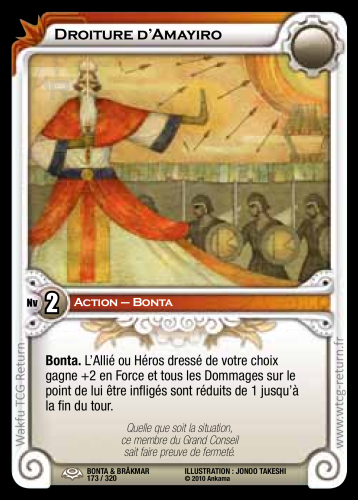 DROITURE D'AMAYIRO
Nv 2
ACTION – BONTA
Bonta. L'Allié ou Héros dressé de votre choix
gagne +2 en Force et tous les Dommages sur le
point de lui être infligés sont réduits de 1 jusqu'à
la fin du tour.
Quelle que soit la situation,
ce membre du Grand Conseil
sait faire preuve de fermeté.
BONTA & BRÂKMAR
173 / 320
ILLUSTRATION : JONOO TAKESHI
© 2010 Ankama
Wakfu TCG Return
www.wtcg-return.fr